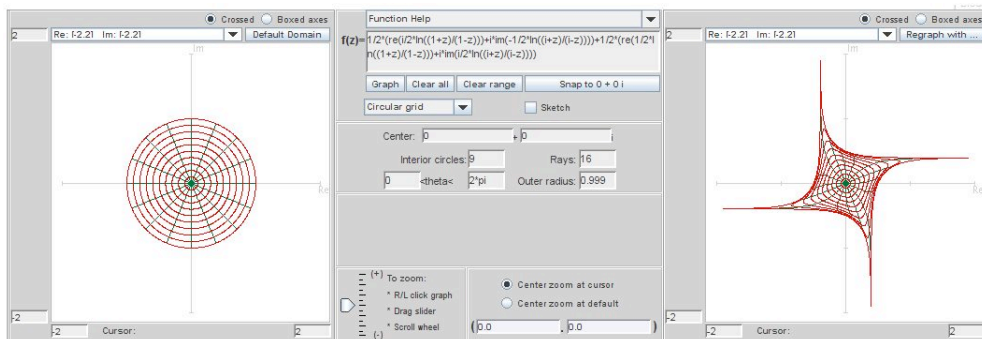 Crossed Boxed axes
2 Re: [-2.2] Im: [-2.2] Default Domain
Im
Re
-2
-2 Cursor: 2
Function Help
f(z)= 1/2*(re(i/2*ln((1+z)/(1-z)))+i*im(-1/2*ln((i+z)/(i-z))))+1/2*(re(1/2*l
n((1+z)/(1-z)))+i*im(i/2*ln((i+z)/(i-z))))
Graph Clear all Clear range Snap to 0 + 0 i
Circular grid Sketch
Center: 0 + 0 i
Interior circles: 9 Rays: 16
0 <theta< 2*pi Outer radius: 0.999
(+) To zoom:
* R/L click graph
* Drag slider
* Scroll wheel
(-)
Center zoom at cursor
Center zoom at default
( 0.0 , 0.0 )
Crossed Boxed axes
2 Re: [-2.2] Im: [-2.2] Regraph with ...
Im
Re
-2
-2 Cursor: 2